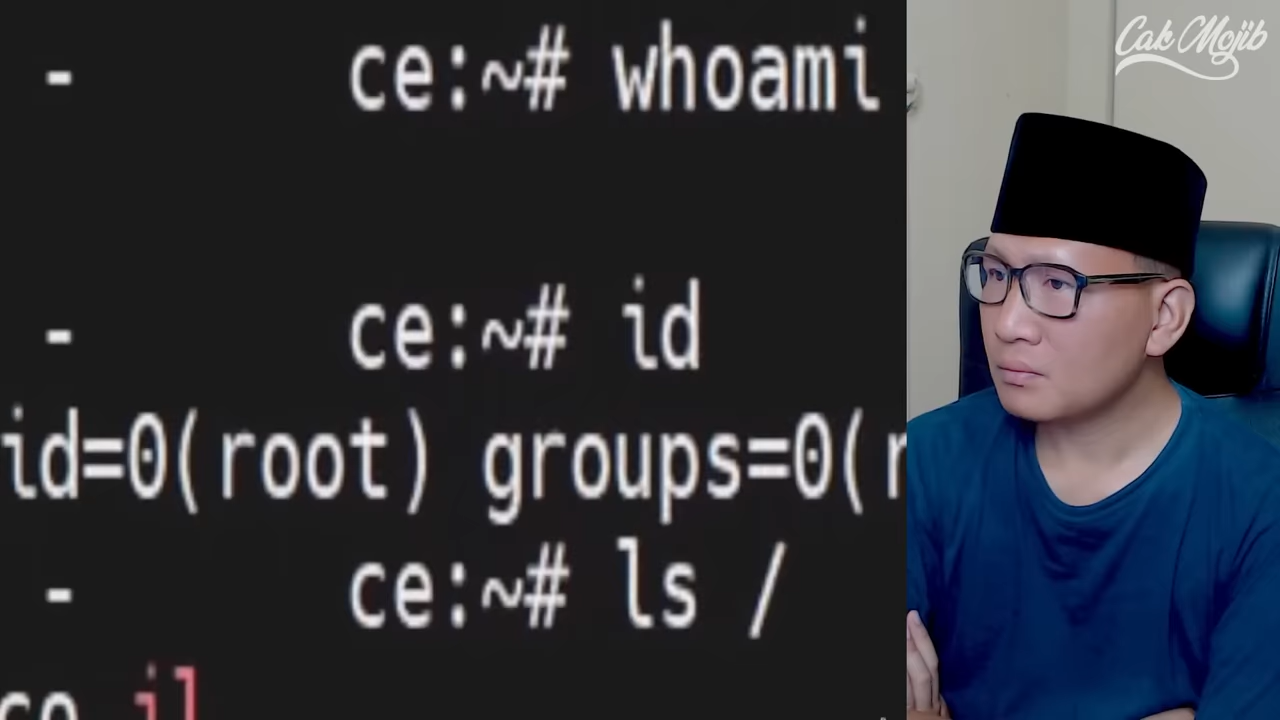 Cak Mojib
- ce:~# whoami
- ce:~# id
id=0(root) groups=0(r
- ce:~# ls /